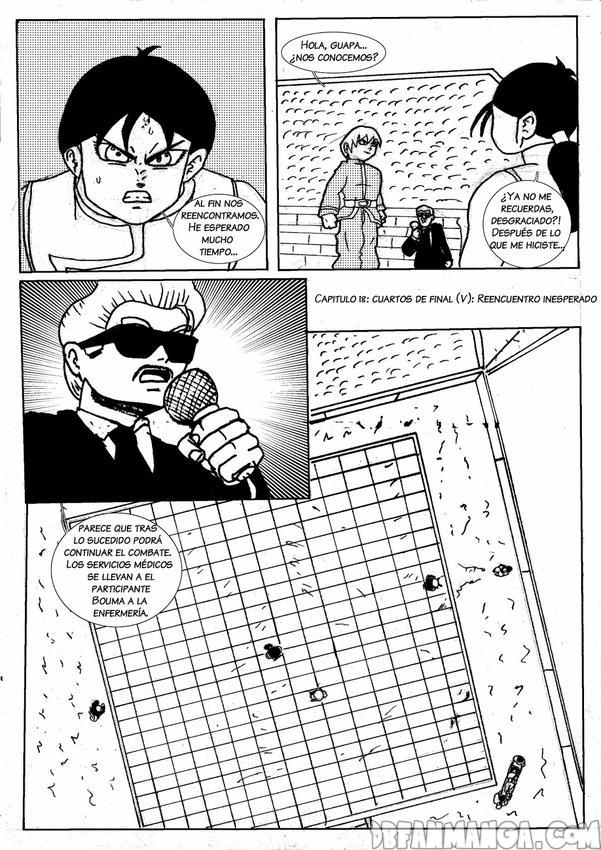 AL FIN NOS
REENCONTRAMOS.
HE ESPERADO
MUCHO
TIEMPO...
HOLA, GUAPA...
¿NOS CONOCEMOS?
¿YA NO ME
RECUERDAS,
DESGRACIADO?!
DESPUÉS DE LO
QUE ME HICISTE...
CAPITULO 18: CUARTOS DE FINAL (V): REENCUENTRO INESPERADO
PARECE QUE TRAS
LO SUCEDIDO PODRÁ
CONTINUAR EL COMBATE.
LOS SERVICIOS MÉDICOS
SE LLEVAN A EL
PARTICIPANTE
BOUMA A LA
ENFERMERÍA.
DBFANMANGA.COM